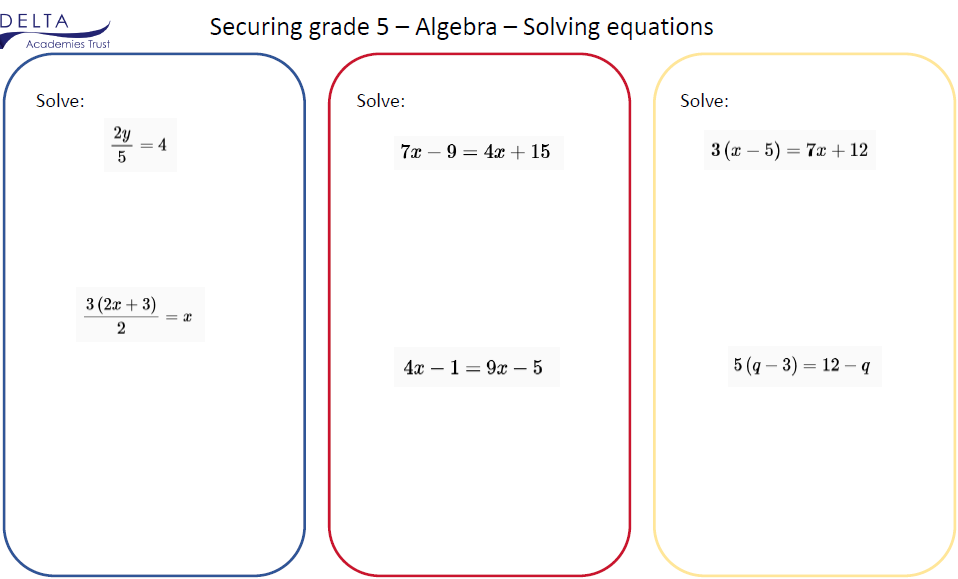 DELTA
Academies Trust
Securing grade 5 – Algebra – Solving equations
Solve:
2y/5 = 4
3(2x + 3)/2 = x
Solve:
7x − 9 = 4x + 15
4x − 1 = 9x − 5
Solve:
3(x − 5) = 7x + 12
5(q − 3) = 12 − q